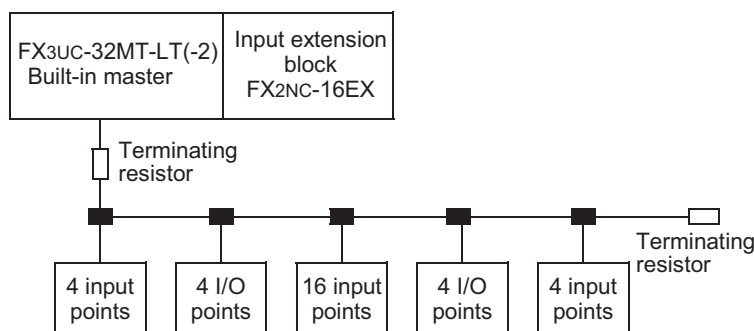 FX3UC-32MT-LT(-2)
Built-in master
Input extension
block
FX2NC-16EX
Terminating
resistor
Terminating
resistor
4 input
points
4 I/O
points
16 input
points
4 I/O
points
4 input
points